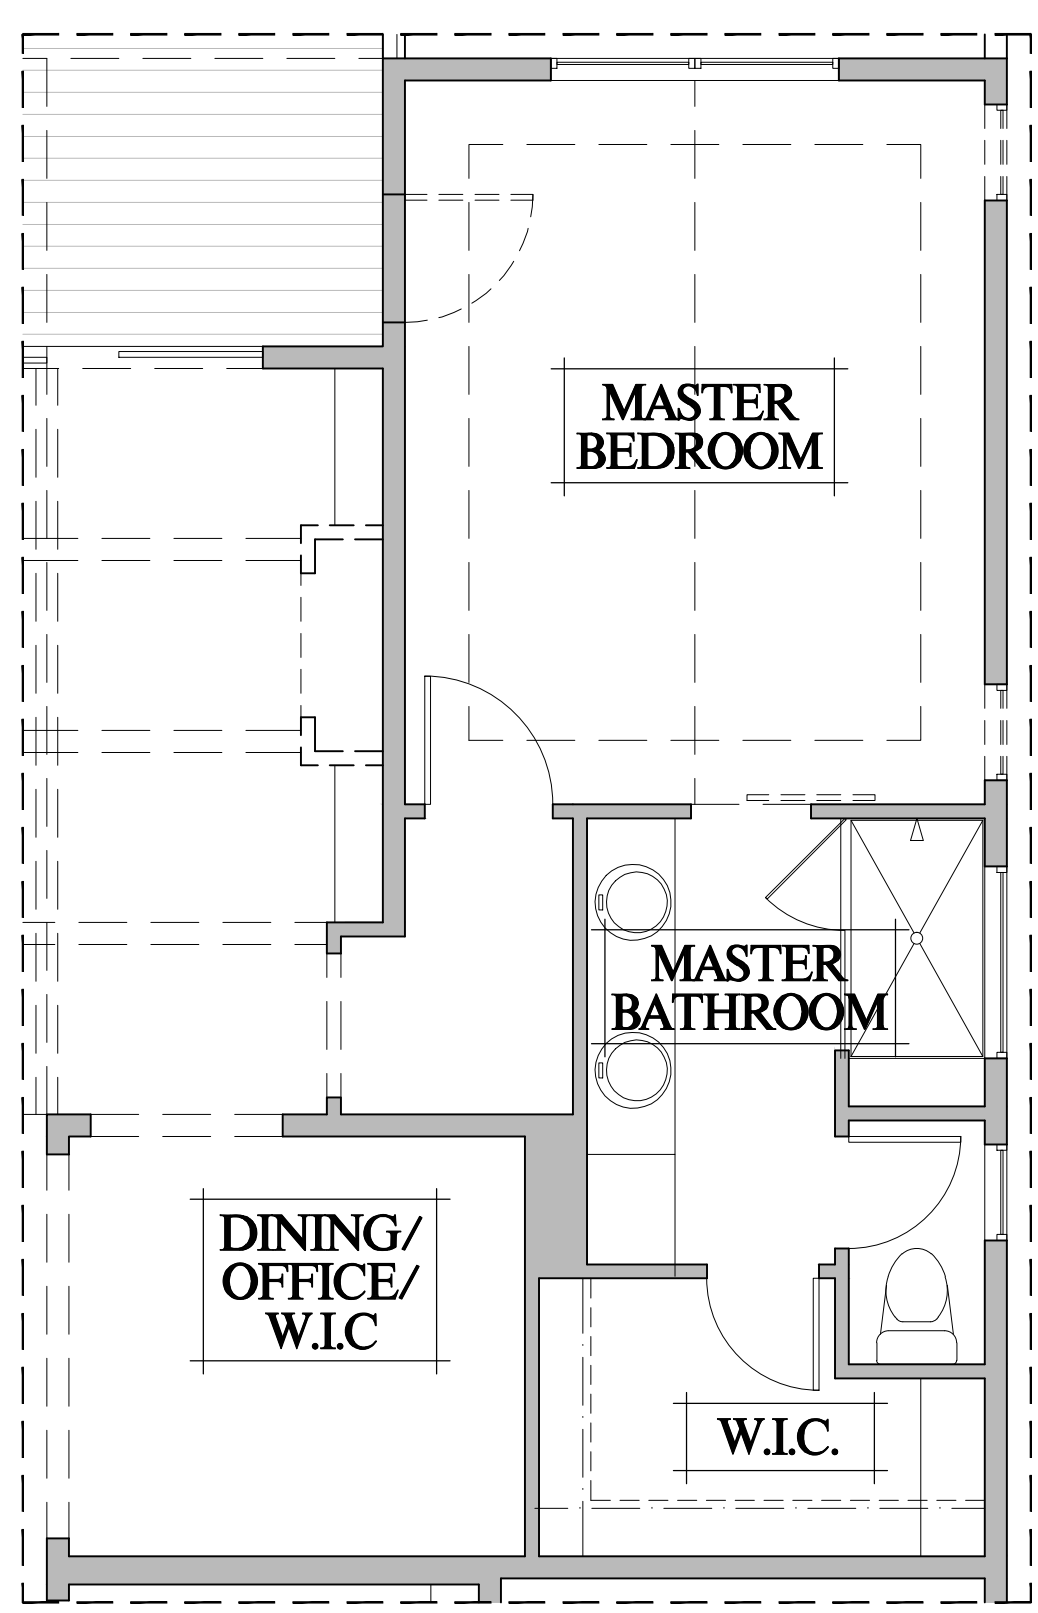 MASTER
BEDROOM
MASTER
BATHROOM
DINING/
OFFICE/
W.I.C
W.I.C.